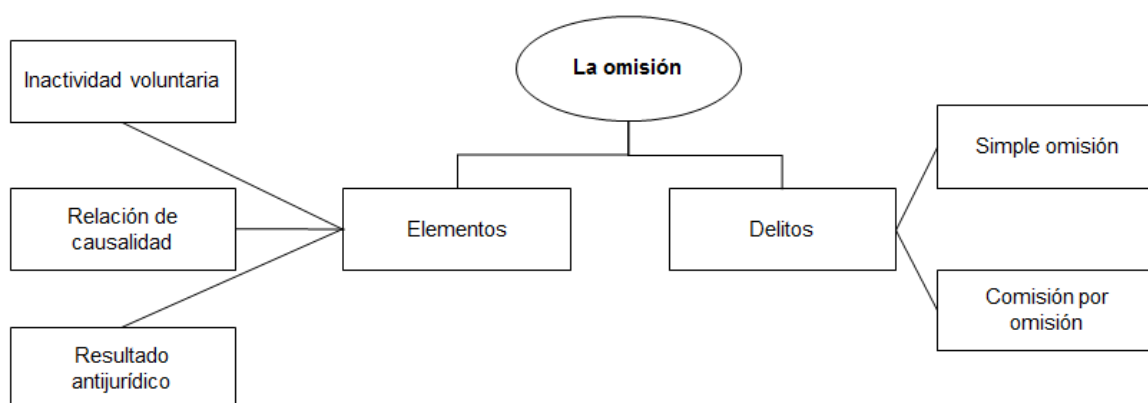 La omisión
Inactividad voluntaria
Relación de
causalidad
Resultado
antijurídico
Elementos
Delitos
Simple omisión
Comisión por
omisión